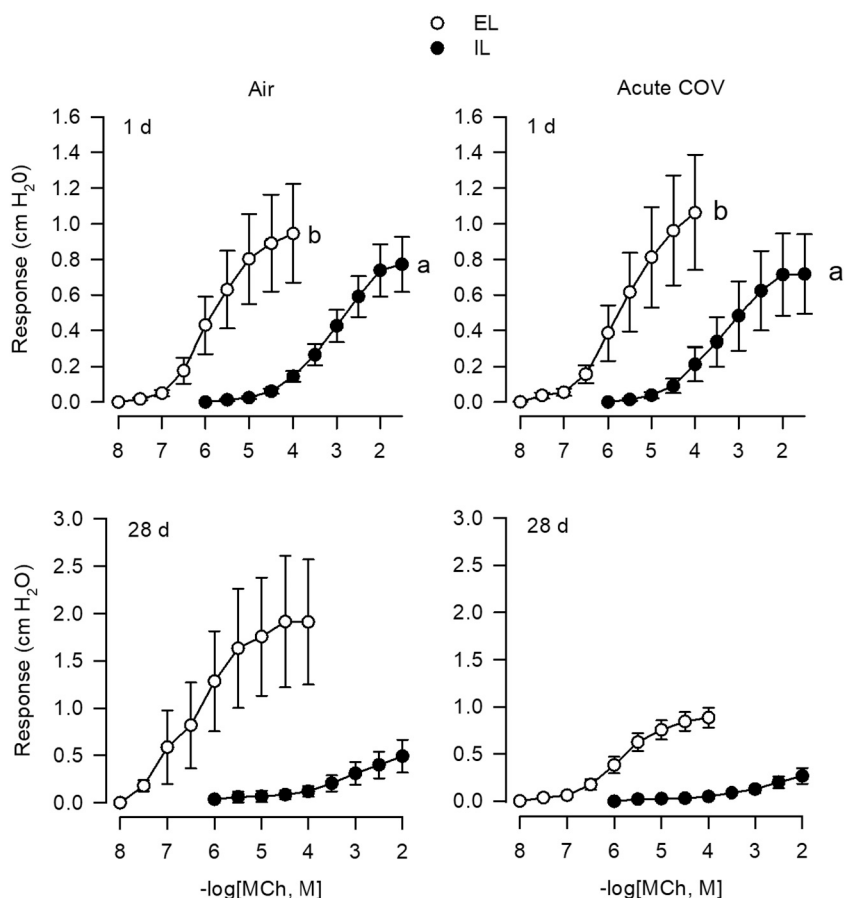 EL
IL
Air
Acute COV
1 d
1 d
Response (cm H₂0)
1.6
1.4
1.2
1.0
0.8
0.6
0.4
0.2
0.0
b
a
8 7 6 5 4 3 2
1.6
1.4
1.2
1.0
0.8
0.6
0.4
0.2
0.0
b
a
8 7 6 5 4 3 2
28 d
28 d
Response (cm H₂O)
3.0
2.5
2.0
1.5
1.0
0.5
0.0
8 7 6 5 4 3 2
-log[MCh, M]
3.0
2.5
2.0
1.5
1.0
0.5
0.0
8 7 6 5 4 3 2
-log[MCh, M]